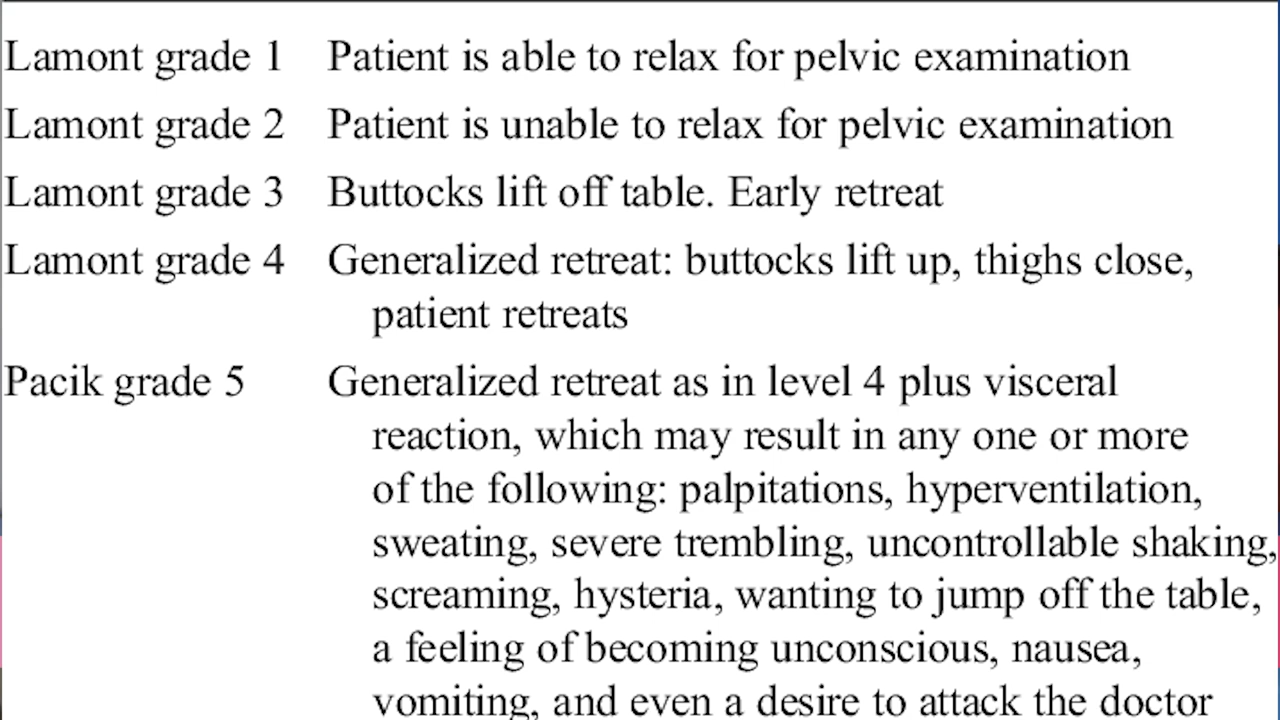 Lamont grade 1 Patient is able to relax for pelvic examination
Lamont grade 2 Patient is unable to relax for pelvic examination
Lamont grade 3 Buttocks lift off table. Early retreat
Lamont grade 4 Generalized retreat: buttocks lift up, thighs close,
patient retreats
Pacik grade 5 Generalized retreat as in level 4 plus visceral
reaction, which may result in any one or more
of the following: palpitations, hyperventilation,
sweating, severe trembling, uncontrollable shaking,
screaming, hysteria, wanting to jump off the table,
a feeling of becoming unconscious, nausea,
vomiting, and even a desire to attack the doctor